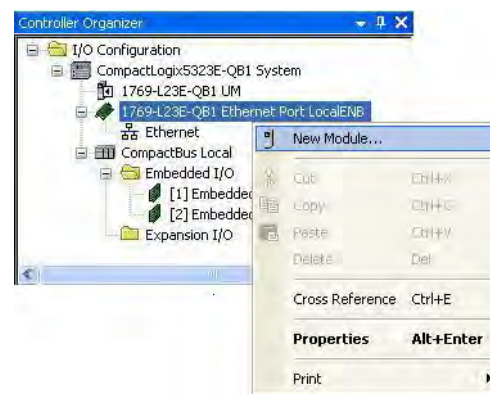 Controller Organizer
I/O Configuration
CompactLogix5323E-QB1 System
1769-L23E-QB1 UM
1769-L23E-QB1 Ethernet Port LocalENB
Ethernet
CompactBus Local
Embedded I/O
[1] Embedded
[2] Embedded
Expansion I/O
New Module...
Cut Ctrl+X
Copy Ctrl+C
Paste Ctrl+V
Delete Del
Cross Reference Ctrl+E
Properties Alt+Enter
Print